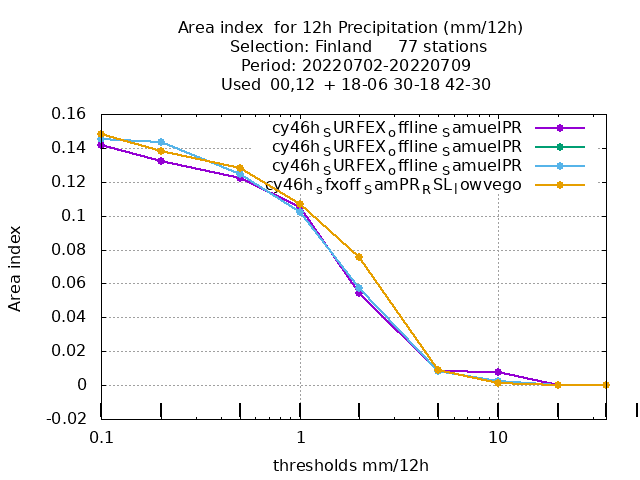 Area index  for 12h Precipitation (mm/12h)
Selection: Finland     77 stations
Period: 20220702-20220709
Used  00,12  + 18-06 30-18 42-30
0.16
0.14
0.12
0.1
0.08
0.06
0.04
0.02
0
-0.02
Area index
cy46h_SURFEX_offline_SamuelPR
cy46h_SURFEX_offline_SamuelPR
cy46h_SURFEX_offline_SamuelPR
cy46h_sfxoff_SamPR_RSL_lowvego
0.1
1
10
thresholds mm/12h